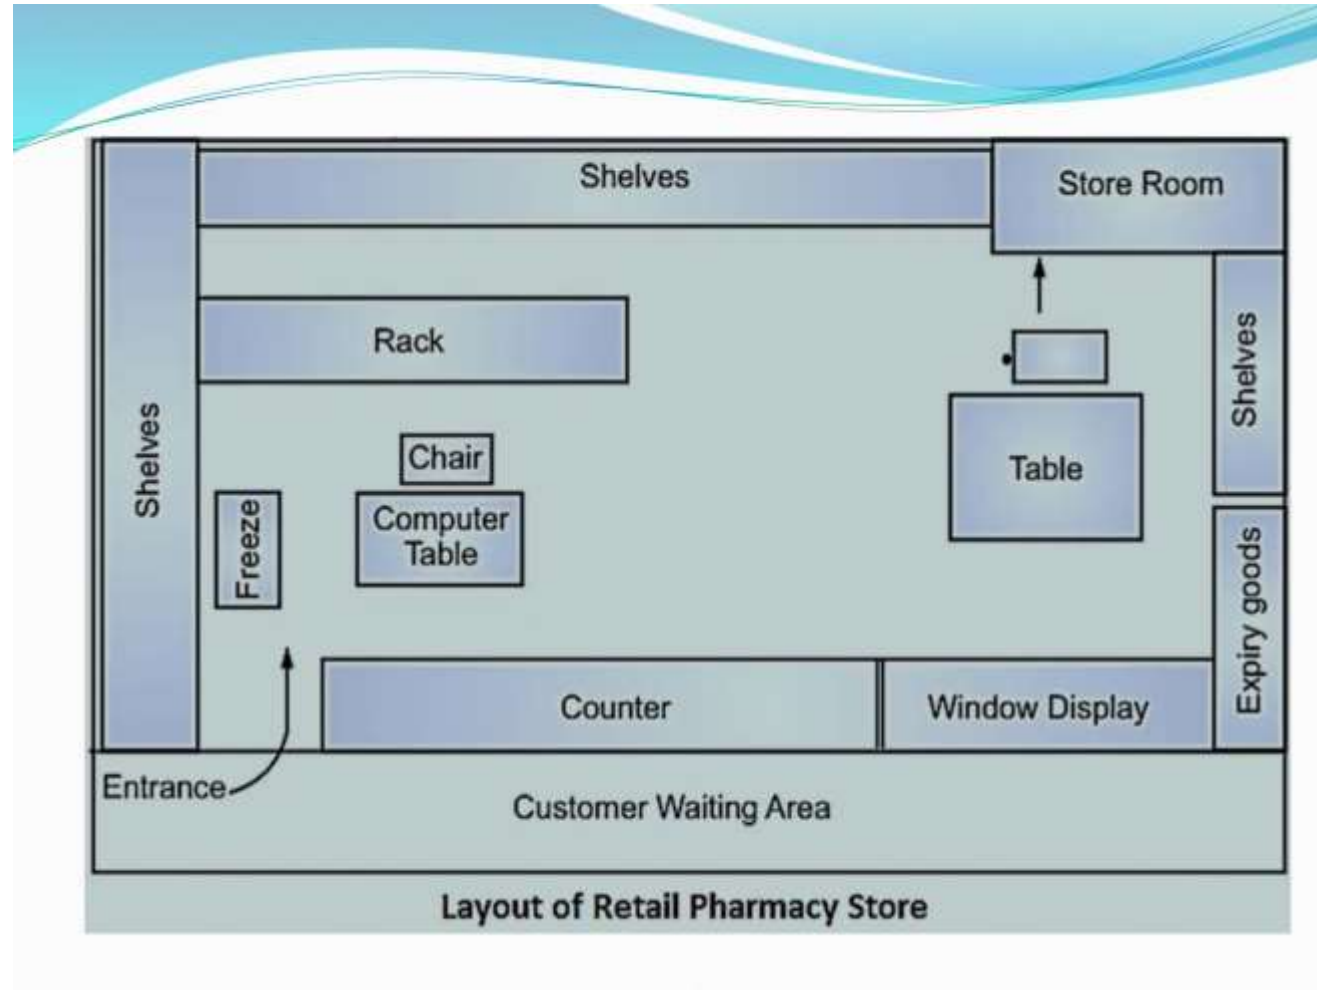 Shelves
Store Room
Shelves
Rack
Shelves
Chair
Table
Freeze
Computer
Table
Expiry goods
Counter
Window Display
Entrance
Customer Waiting Area
Layout of Retail Pharmacy Store